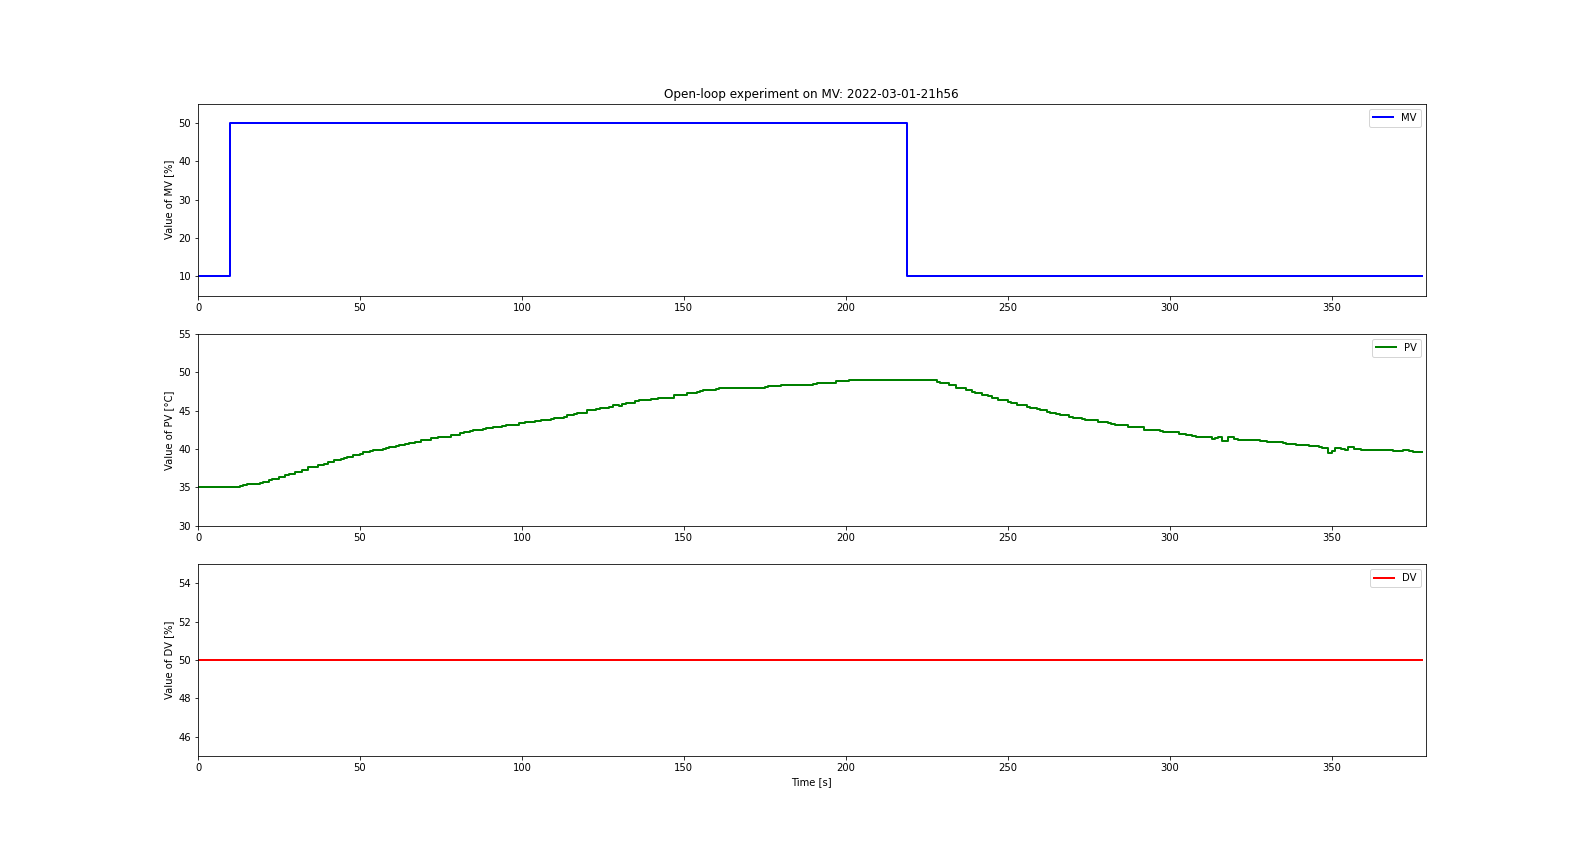 Open-loop experiment on MV: 2022-03-01-21h56
Value of MV [%]
50
40
30
20
10
MV
0 50 100 150 200 250 300 350
Value of PV [°C]
55
50
45
40
35
30
PV
0 50 100 150 200 250 300 350
Value of DV [%]
54
52
50
48
46
DV
0 50 100 150 200 250 300 350
Time [s]